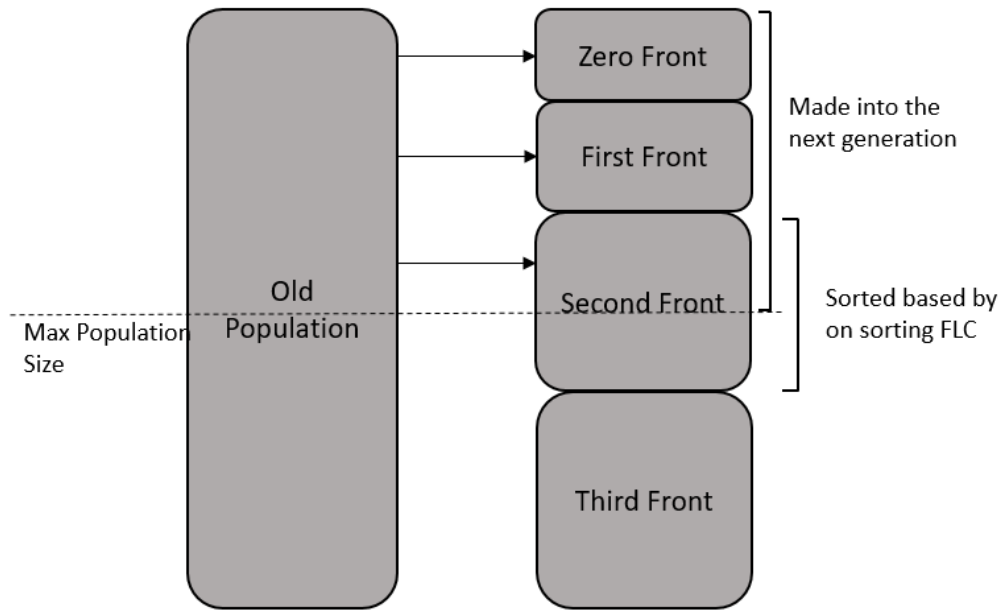 Zero Front
Made into the
next generation
First Front
Old
Population
Second Front
Sorted based by
on sorting FLC
Max Population
Size
Third Front